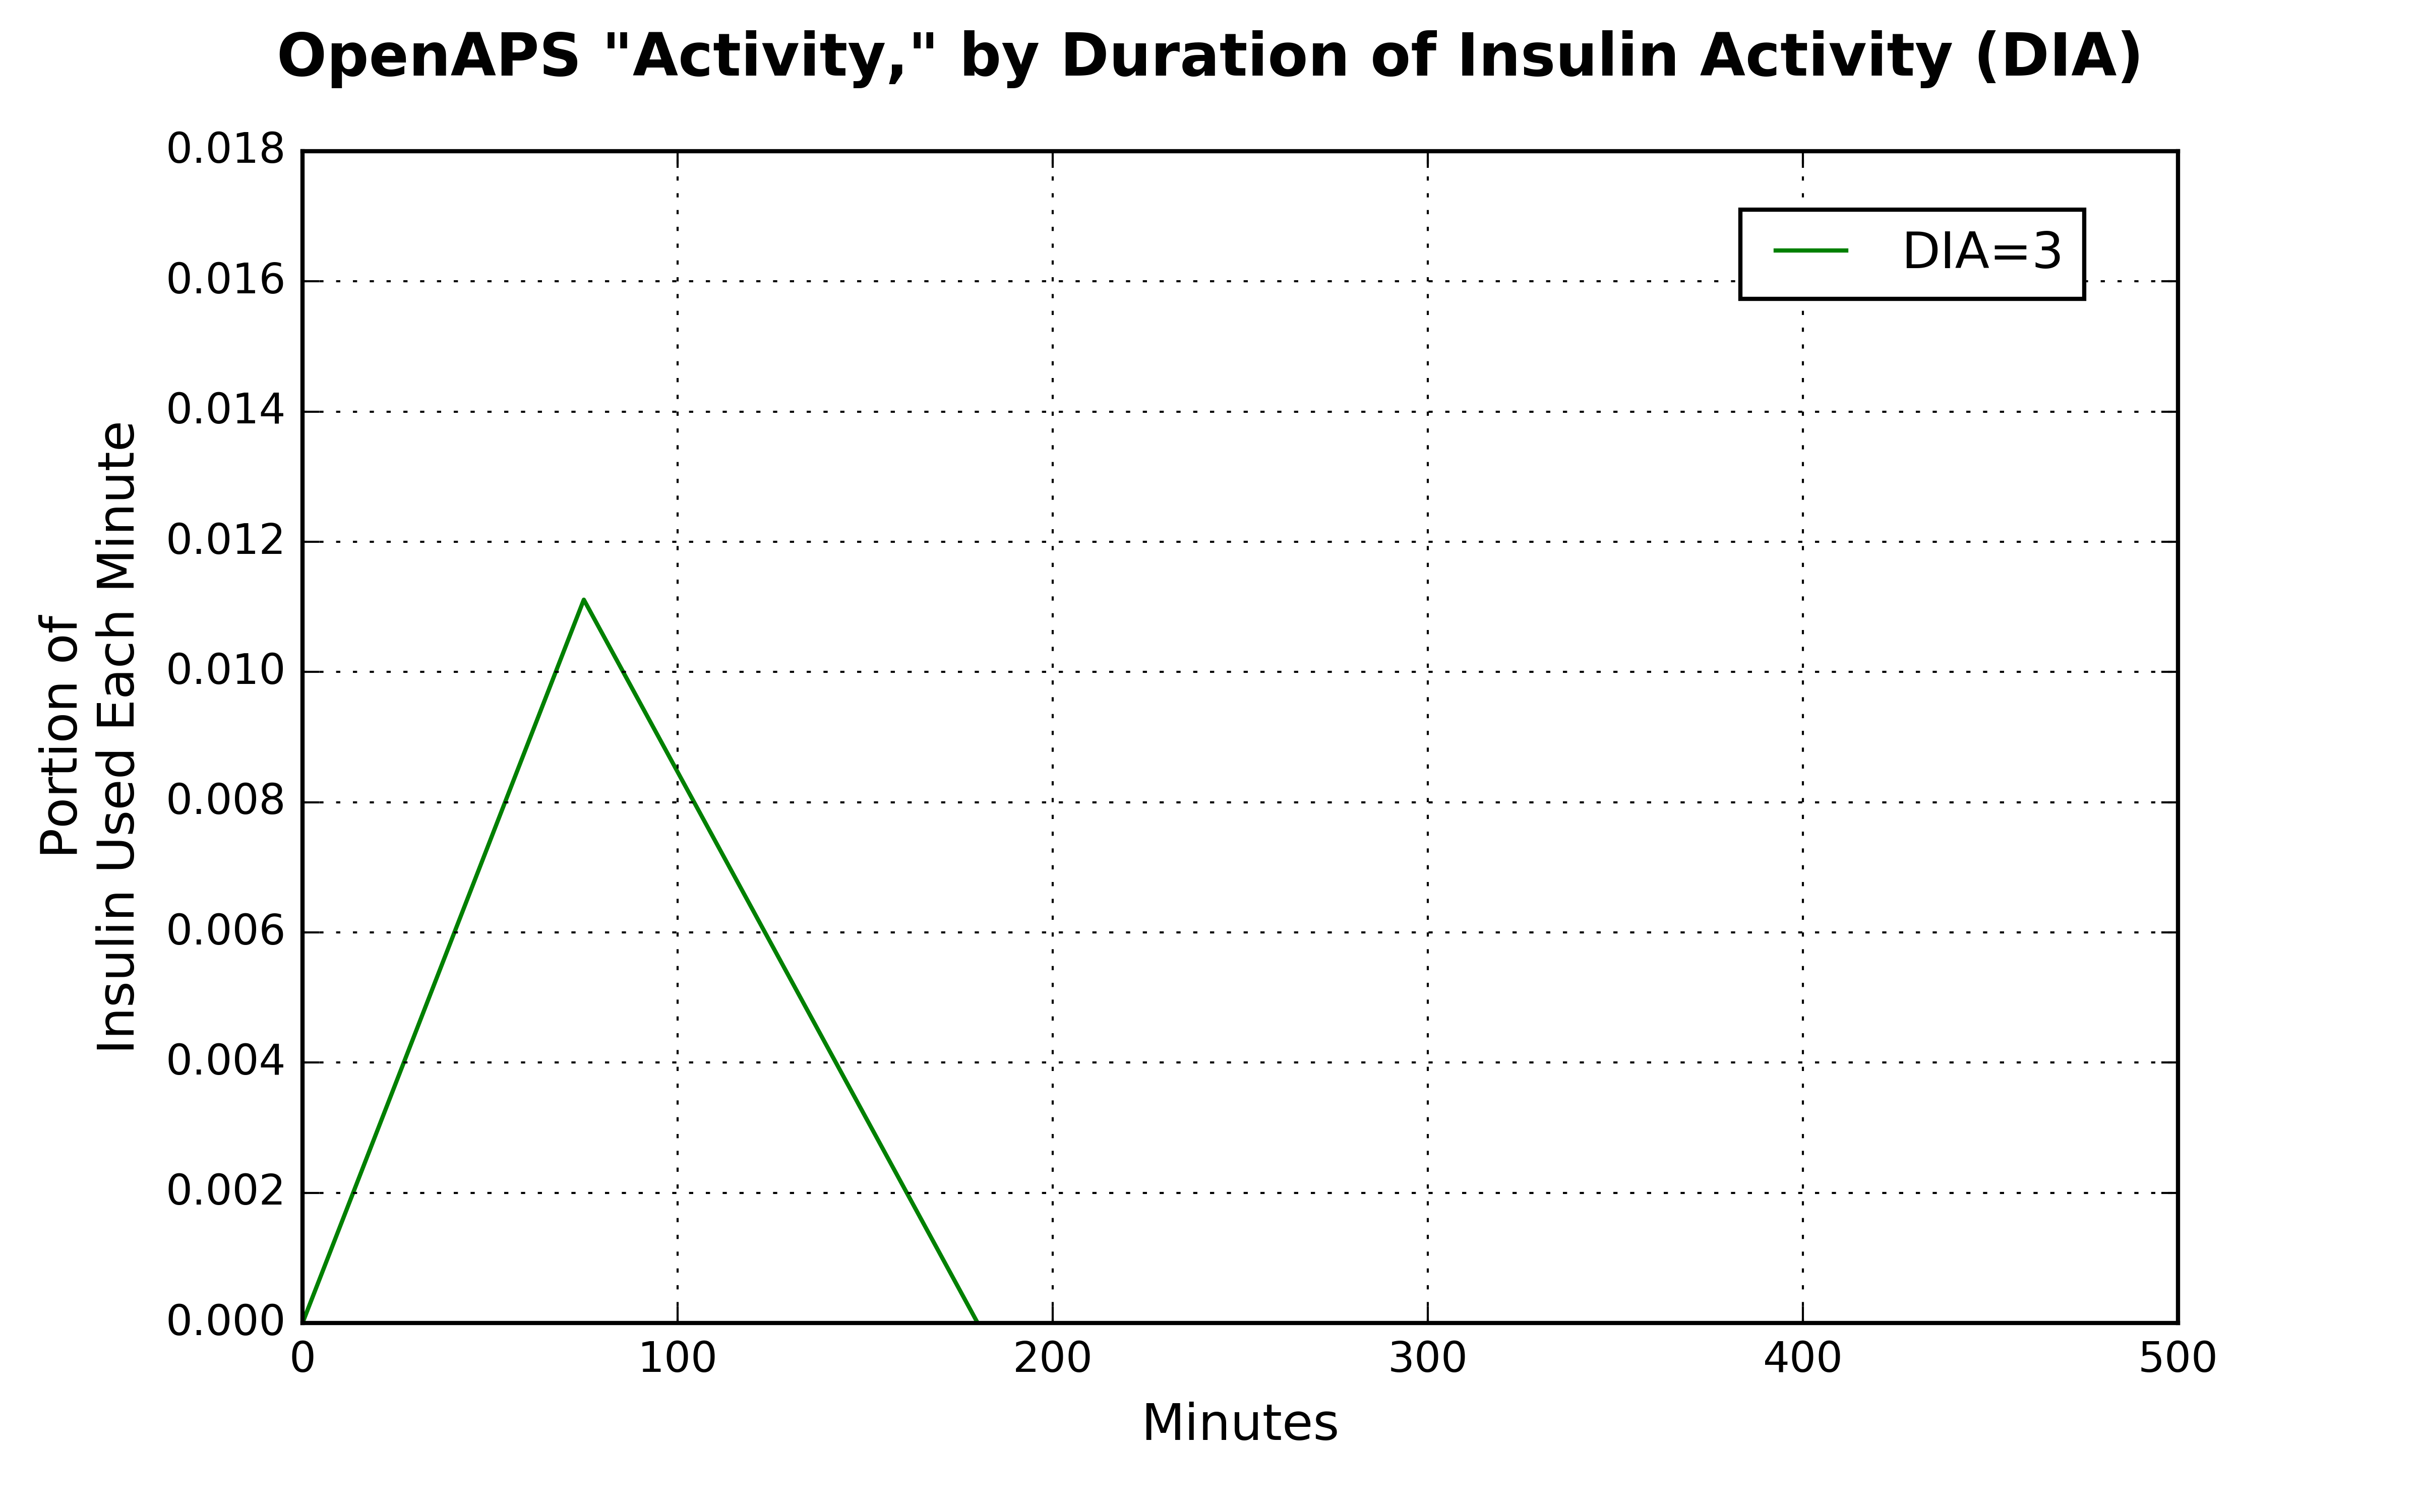 OpenAPS "Activity," by Duration of Insulin Activity (DIA)
Portion of
Insulin Used Each Minute
0.018
0.016
0.014
0.012
0.010
0.008
0.006
0.004
0.002
0.000
DIA=3
0 100 200 300 400 500
Minutes